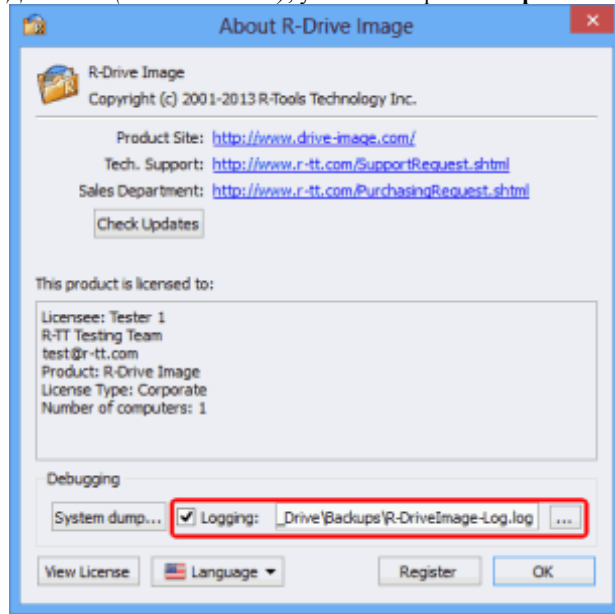 About R-Drive Image
R-Drive Image
Copyright (c) 2001-2013 R-Tools Technology Inc.
Product Site: http://www.drive-image.com/
Tech. Support: http://www.r-tt.com/SupportRequest.shtml
Sales Department: http://www.r-tt.com/PurchasingRequest.shtml
Check Updates
This product is licensed to:
Licensee: Tester 1
R-TT Testing Team
test@r-tt.com
Product: R-Drive Image
License Type: Corporate
Number of computers: 1
Debugging
System dump... Logging: _Drive\Backups\R-DriveImage-Log.log ...
View License Language Register OK